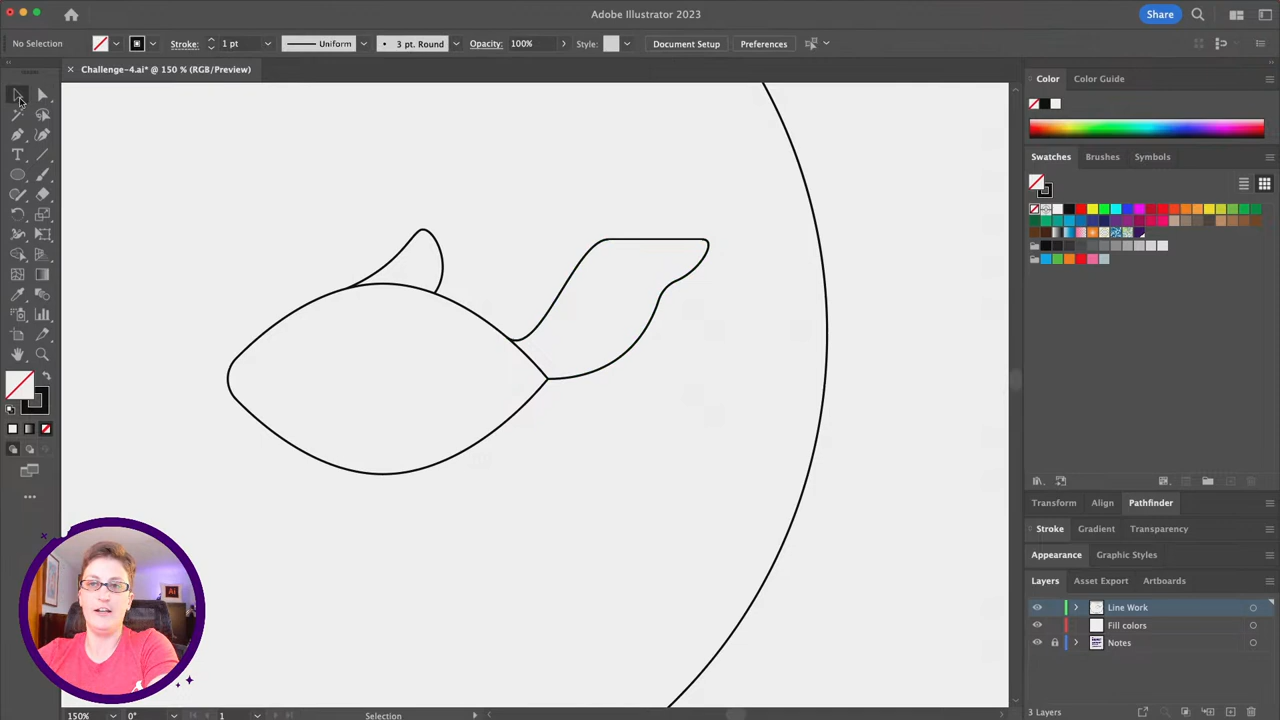 Adobe Illustrator 2023
Share
No Selection
Stroke:
1 pt
Uniform
3 pt. Round
Opacity:
100%
Style:
Document Setup
Preferences
Challenge-4.ai* @ 150 % (RGB/Preview)
Color
Color Guide
Swatches
Brushes
Symbols
Transform
Align
Pathfinder
Stroke
Gradient
Transparency
Appearance
Graphic Styles
Layers
Asset Export
Artboards
Line Work
Fill colors
Notes
3 Layers
150%
0°
1
Selection
Ai